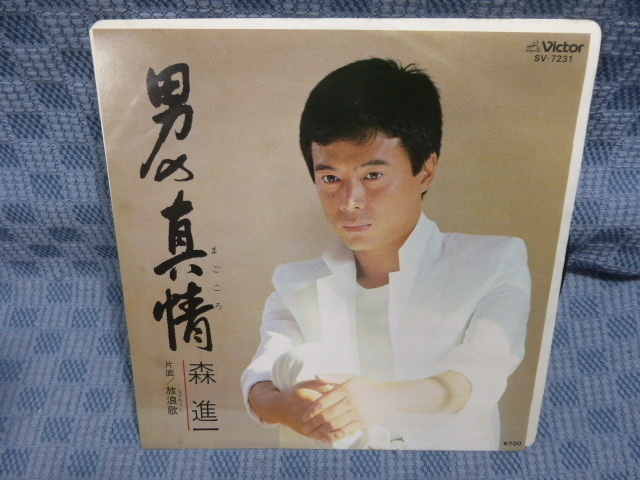 男の真情
まごころ
森進一
片面/放浪歌
Victor
SV-7231
¥700